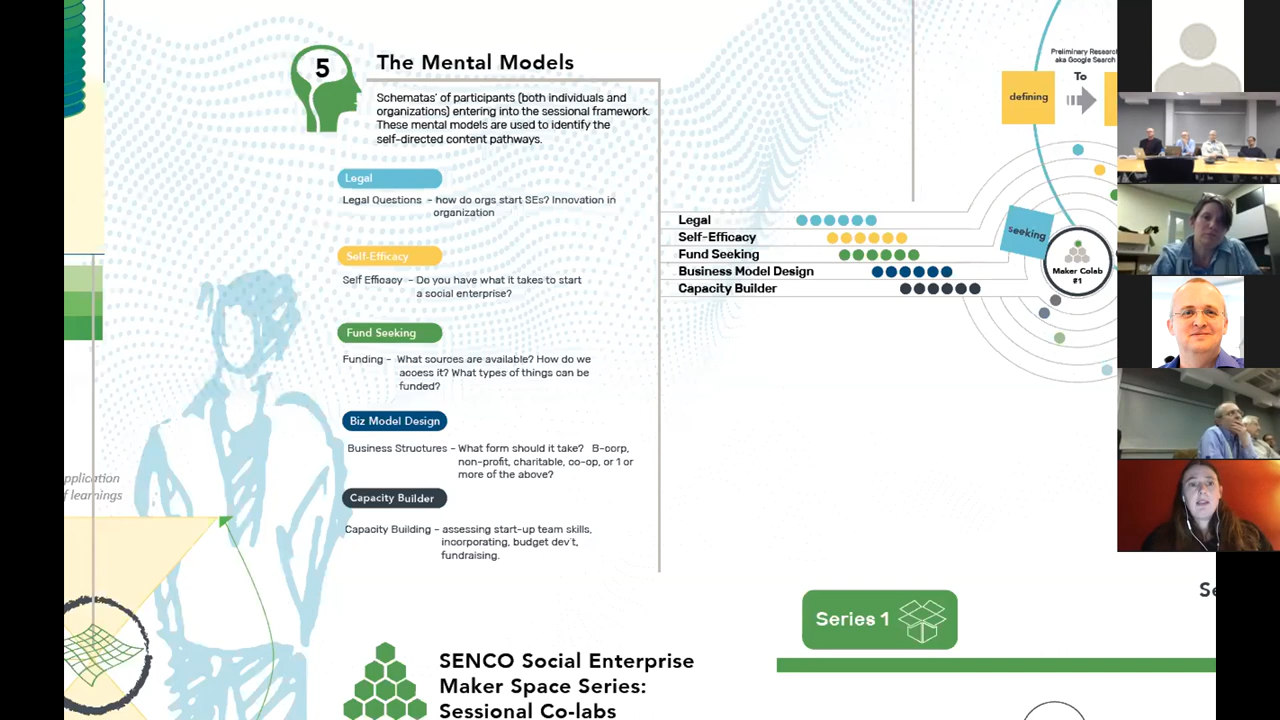 5
The Mental Models
Schematas' of participants (both individuals and
organizations) entering into the sessional framework.
These mental models are used to identify the
self-directed content pathways.
Legal
Legal Questions - how do orgs start SEs? Innovation in
organization
Self-Efficacy
Self Efficacy - Do you have what it takes to start
a social enterprise?
Fund Seeking
Funding - What sources are available? How do we
access it? What types of things can be
funded?
Biz Model Design
Business Structures - What form should it take? B-corp,
non-profit, charitable, co-op, or 1 or
more of the above?
Capacity Builder
Capacity Building - assessing start-up team skills,
incorporating, budget dev't,
fundraising.
pplication
f learnings
Legal
Self-Efficacy
Fund Seeking
Business Model Design
Capacity Builder
Preliminary Researc
aka Google Search
To
defining
seeking
Maker Colab
#1
Series 1
SENCO Social Enterprise
Maker Space Series:
Sessional Co-labs